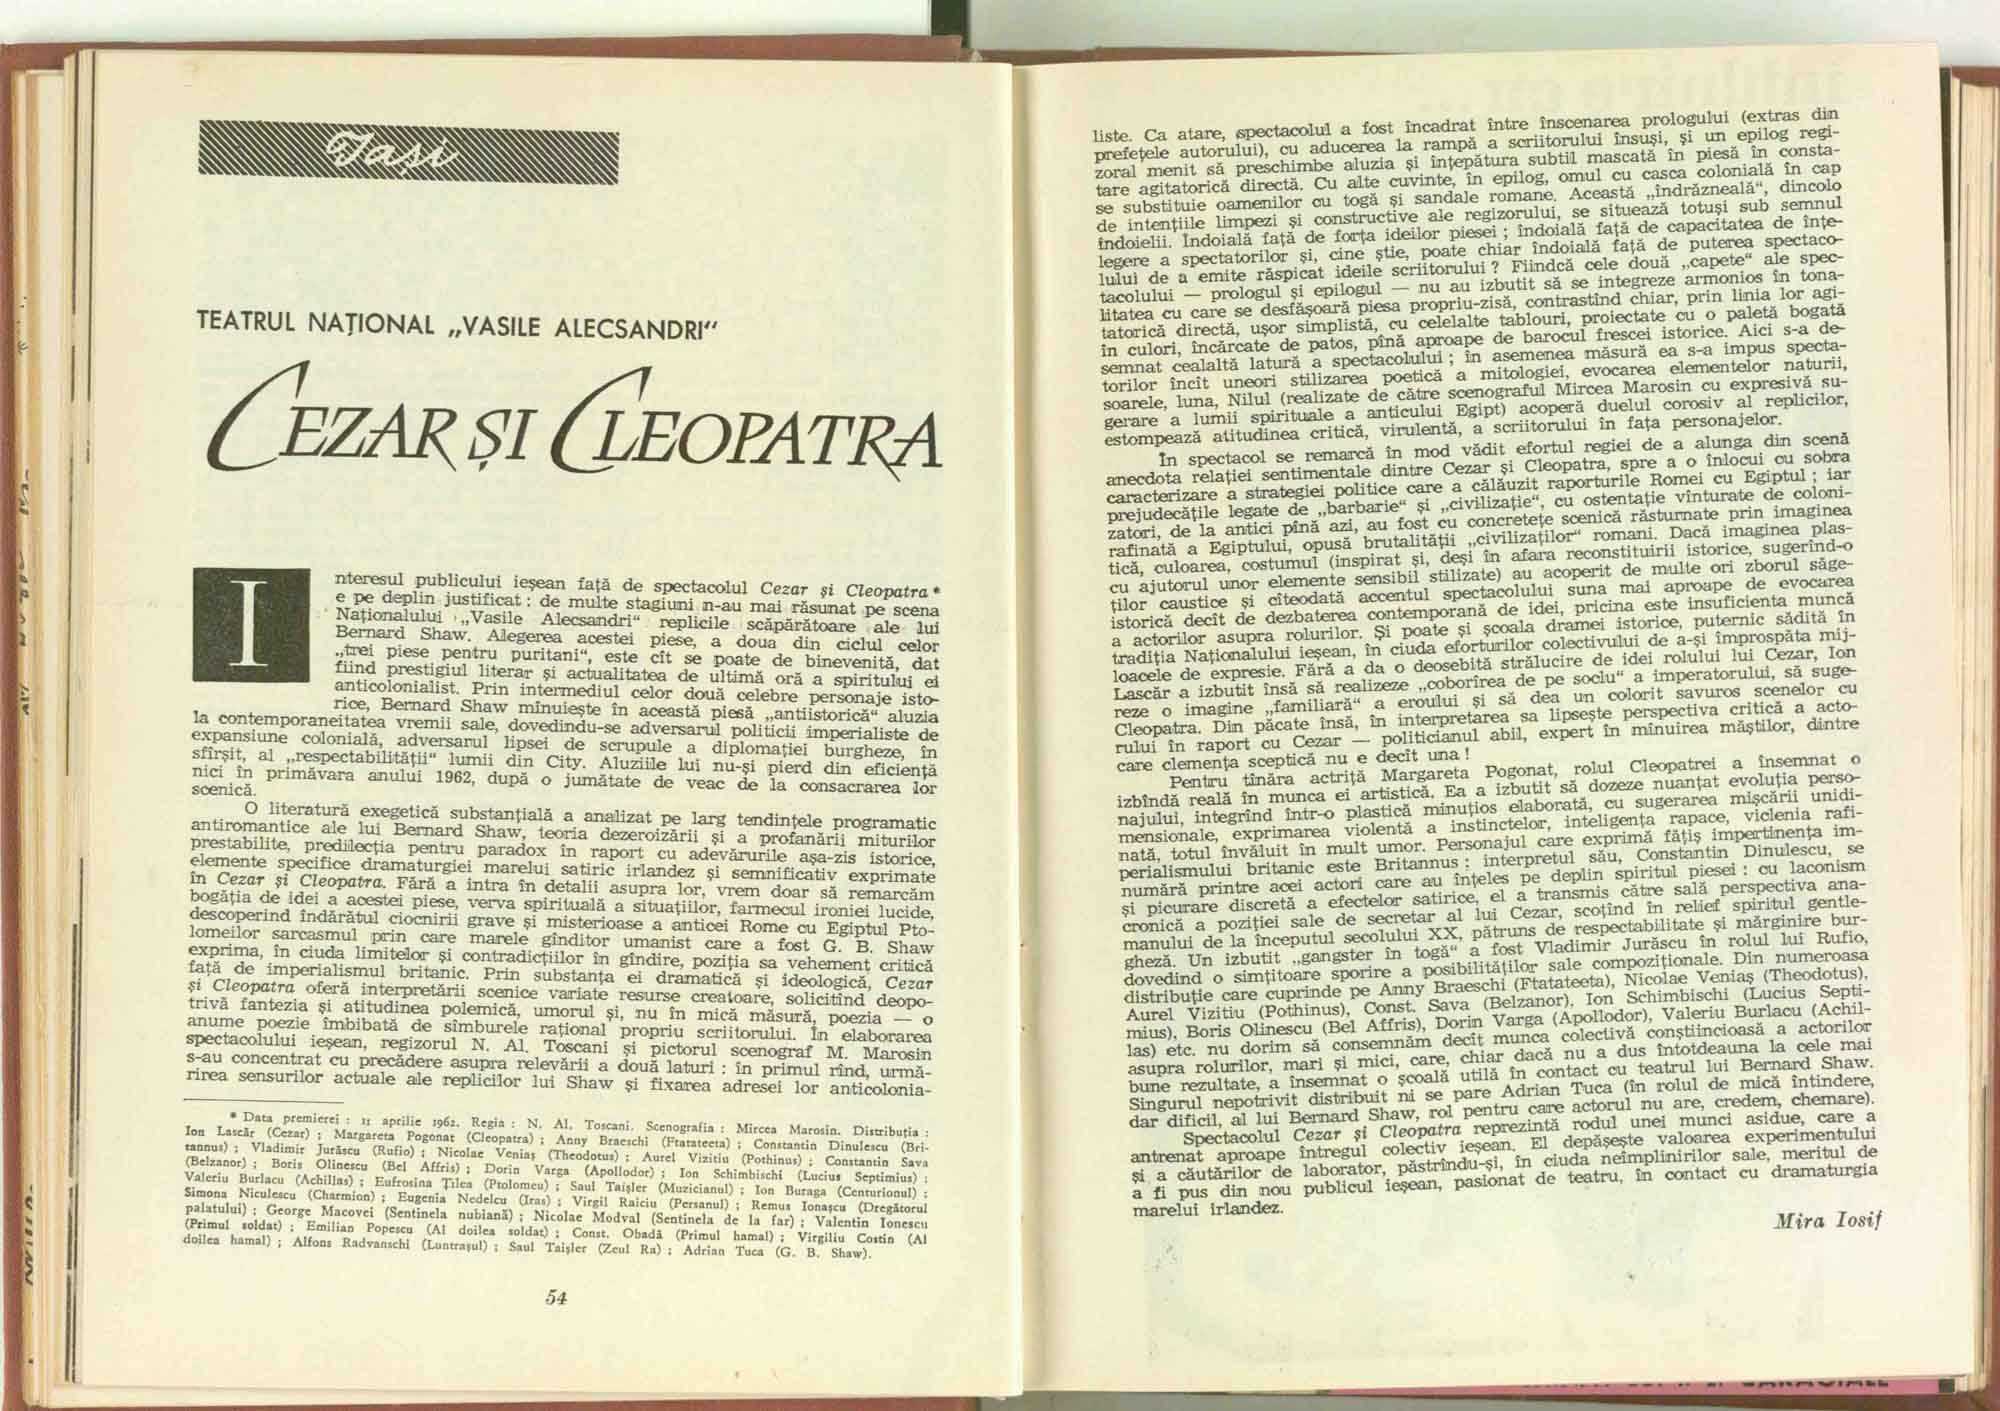 Iași
TEATRUL NAȚIONAL „VASILE ALECSANDRI"
CEZAR ȘI CLEOPATRA
Interesul publicului ieșean față de spectacolul Cezar și Cleopatra*
e pe deplin justificat : de multe stagiuni n-au mai răsunat pe scena
Naționalului „Vasile Alecsandri“ replicile scăpărătoare ale lui
Bernard Shaw. Alegerea acestei piese, a doua din ciclul celor
„trei piese pentru puritani“, este cît se poate de binevenită, dat
fiind prestigiul literar și actualitatea de ultimă oră a spiritului ei
anticolonialist. Prin intermediul celor două celebre personaje isto-
rice, Bernard Shaw mînuiește în această piesă „antiistorică“ aluzia
la contemporaneitatea vremii sale, dovedindu-se adversarul politicii imperialiste de
expansiune colonială, adversarul lipsei de scrupule a diplomației burgheze, în
sfîrșit, al „respectabilității“ lumii din City. Aluziile lui nu-și pierd din eficiență
nici în primăvara anului 1962, după o jumătate de veac de la consacrarea lor
scenică.
O literatură exegetică substanțială a analizat pe larg tendințele programatic
antiromantice ale lui Bernard Shaw, teoria dezeroizării și a profanării miturilor
prestabilite, predilecția pentru paradox în raport cu adevărurile așa-zis istorice,
elemente specifice dramaturgiei marelui satiric irlandez și semnificativ exprimate
în Cezar și Cleopatra. Fără a intra în detalii asupra lor, vrem doar să remarcăm
bogăția de idei a acestei piese, verva spirituală a situațiilor, farmecul ironiei lucide,
descoperind îndărătul ciocnirii grave și misterioase a anticei Rome cu Egiptul Pto-
lomeilor sarcasmul prin care marele gînditor umanist care a fost G. B. Shaw
exprima, în ciuda limitelor și contradicțiilor în gîndire, poziția sa vehement critică
față de imperialismul britanic. Prin substanța ei dramatică și ideologică, Cezar
și Cleopatra oferă interpretării scenice variate resurse creatoare, solicitînd deopo-
trivă fantezia și atitudinea polemică, umorul și, nu în mică măsură, poezia — o
anume poezie îmbibată de sîmburele rațional propriu scriitorului. În elaborarea
spectacolului ieșean, regizorul N. Al. Toscani și pictorul scenograf M. Marosin
s-au concentrat cu precădere asupra relevării a două laturi : în primul rînd, urmă-
rirea sensurilor actuale ale replicilor lui Shaw și fixarea adresei lor anticolonia-
* Data premierei : 11 aprilie 1962. Regia : N. Al. Toscani. Scenografia : Mircea Marosin. Distribuția :
Ion Lascăr (Cezar) ; Margareta Pogonat (Cleopatra) ; Anny Braeschi (Ftatateeta) ; Constantin Dinulescu (Bri-
tannus) ; Vladimir Jurăscu (Rufio) ; Nicolae Veniaș (Theodotus) ; Aurel Vizitiu (Pothinus) ; Constantin Sava
(Belzanor) ; Boris Olinescu (Bel Affris) ; Dorin Varga (Apollodor) ; Ion Schimbischi (Lucius Septimius) ;
Valeriu Burlacu (Achillas) ; Eufrosina Țilea (Ptolomeu) ; Saul Taișler (Muzicianul) ; Ion Buraga (Centurionul) ;
Simona Niculescu (Charmion) ; Eugenia Nedelcu (Iras) ; Virgil Raiciu (Persanul) ; Remus Ionașcu (Dregătorul
palatului) ; George Macovei (Sentinela nubiană) ; Nicolae Modval (Sentinela de la far) ; Valentin Ionescu
(Primul soldat) ; Emilian Popescu (Al doilea soldat) ; Const. Obadă (Primul hamal) ; Virgiliu Costin (Al
doilea hamal) ; Alfons Radvanschi (Luntrașul) ; Saul Taișler (Zeul Ra) ; Adrian Tuca (G. B. Shaw).
54
liste. Ca atare, spectacolul a fost încadrat între înscenarea prologului (extras din
prefețele autorului), cu aducerea la rampă a scriitorului însuși, și un epilog regi-
zoral menit să preschimbe aluzia și înțepătura subtil mascată în piesă în consta-
tare agitatorică directă. Cu alte cuvinte, în epilog, omul cu casca colonială în cap
se substituie oamenilor cu togă și sandale romane. Această „îndrăzneală“, dincolo
de intențiile limpezi și constructive ale regizorului, se situează totuși sub semnul
îndoielii. Îndoială față de forța ideilor piesei ; îndoială față de capacitatea de înțe-
legere a spectatorilor și, cine știe, poate chiar îndoială față de puterea spectaco-
lului de a emite răspicat ideile scriitorului ? Fiindcă cele două „capete“ ale spec-
tacolului — prologul și epilogul — nu au izbutit să se integreze armonios în tona-
litatea cu care se desfășoară piesa propriu-zisă, contrastînd chiar, prin linia lor agi-
tatorică directă, ușor simplistă, cu celelalte tablouri, proiectate cu o paletă bogată
în culori, încărcate de patos, pînă aproape de barocul frescei istorice. Aici s-a de-
semnat cealaltă latură a spectacolului ; în asemenea măsură ea s-a impus specta-
torilor încît uneori stilizarea poetică a mitologiei, evocarea elementelor naturii,
soarele, luna, Nilul (realizate de către scenograful Mircea Marosin cu expresivă su-
gerare a lumii spirituale a anticului Egipt) acoperă duelul corosiv al replicilor,
estompează atitudinea critică, virulentă, a scriitorului în fața personajelor.
În spectacol se remarcă în mod vădit efortul regiei de a alunga din scenă
anecdota relației sentimentale dintre Cezar și Cleopatra, spre a o înlocui cu sobra
caracterizare a strategiei politice care a călăuzit raporturile Romei cu Egiptul ; iar
prejudecățile legate de „barbarie“ și „civilizație“, cu ostentație vînturate de coloni-
zatori, de la antici pînă azi, au fost cu concretețe scenică răsturnate prin imaginea
rafinată a Egiptului, opusă brutalității „civilizaților“ romani. Dacă imaginea plas-
tică, culoarea, costumul (inspirat și, deși în afara reconstituirii istorice, sugerînd-o
cu ajutorul unor elemente sensibil stilizate) au acoperit de multe ori zborul săge-
ților caustice și cîteodată accentul spectacolului suna mai aproape de evocarea
istorică decît de dezbaterea contemporană de idei, pricina este insuficienta muncă
a actorilor asupra rolurilor. Și poate și școala dramei istorice, puternic sădită în
tradiția Naționalului ieșean, în ciuda eforturilor colectivului de a-și împrospăta mij-
loacele de expresie. Fără a da o deosebită strălucire de idei rolului lui Cezar, Ion
Lascăr a izbutit însă să realizeze „coborîrea de pe soclu“ a imperatorului, să suge-
reze o imagine „familiară“ a eroului și să dea un colorit savuros scenelor cu
Cleopatra. Din păcate însă, în interpretarea sa lipsește perspectiva critică a acto-
rului în raport cu Cezar — politicianul abil, expert în mînuirea măștilor, dintre
care clemența sceptică nu e decît una !
Pentru tînăra actriță Margareta Pogonat, rolul Cleopatrei a însemnat o
izbîndă reală în munca ei artistică. Ea a izbutit să dozeze nuanțat evoluția perso-
najului, integrînd într-o plastică minuțios elaborată, cu sugerarea mișcării unidi-
mensionale, exprimarea violentă a instinctelor, inteligența rapace, viclenia rafi-
nată, totul învăluit în mult umor. Personajul care exprimă fățiș impertinența im-
perialismului britanic este Britannus : interpretul său, Constantin Dinulescu, se
numără printre acei actori care au înțeles pe deplin spiritul piesei : cu laconism
și picurare discretă a efectelor satirice, el a transmis către sală perspectiva ana-
cronică a poziției sale de secretar al lui Cezar, scoțînd în relief spiritul gentle-
manului de la începutul secolului XX, pătruns de respectabilitate și mărginire bur-
gheză. Un izbutit „gangster în togă“ a fost Vladimir Jurăscu în rolul lui Rufio,
dovedind o simțitoare sporire a posibilităților sale compoziționale. Din numeroasa
distribuție care cuprinde pe Anny Braeschi (Ftatateeta), Nicolae Veniaș (Theodotus),
Aurel Vizitiu (Pothinus), Const. Sava (Belzanor), Ion Schimbischi (Lucius Septi-
mius), Boris Olinescu (Bel Affris), Dorin Varga (Apollodor), Valeriu Burlacu (Achil-
las) etc. nu dorim să consemnăm decît munca colectivă conștiincioasă a actorilor
asupra rolurilor, mari și mici, care, chiar dacă nu a dus întotdeauna la cele mai
bune rezultate, a însemnat o școală utilă în contact cu teatrul lui Bernard Shaw.
Singurul nepotrivit distribuit ni se pare Adrian Tuca (în rolul de mică întindere,
dar dificil, al lui Bernard Shaw, rol pentru care actorul nu are, credem, chemare).
Spectacolul Cezar și Cleopatra reprezintă rodul unei munci asidue, care a
antrenat aproape întregul colectiv ieșean. El depășește valoarea experimentului
și a căutărilor de laborator, păstrîndu-și, în ciuda neîmplinirilor sale, meritul de
a fi pus din nou publicul ieșean, pasionat de teatru, în contact cu dramaturgia
marelui irlandez.
Mira Iosif